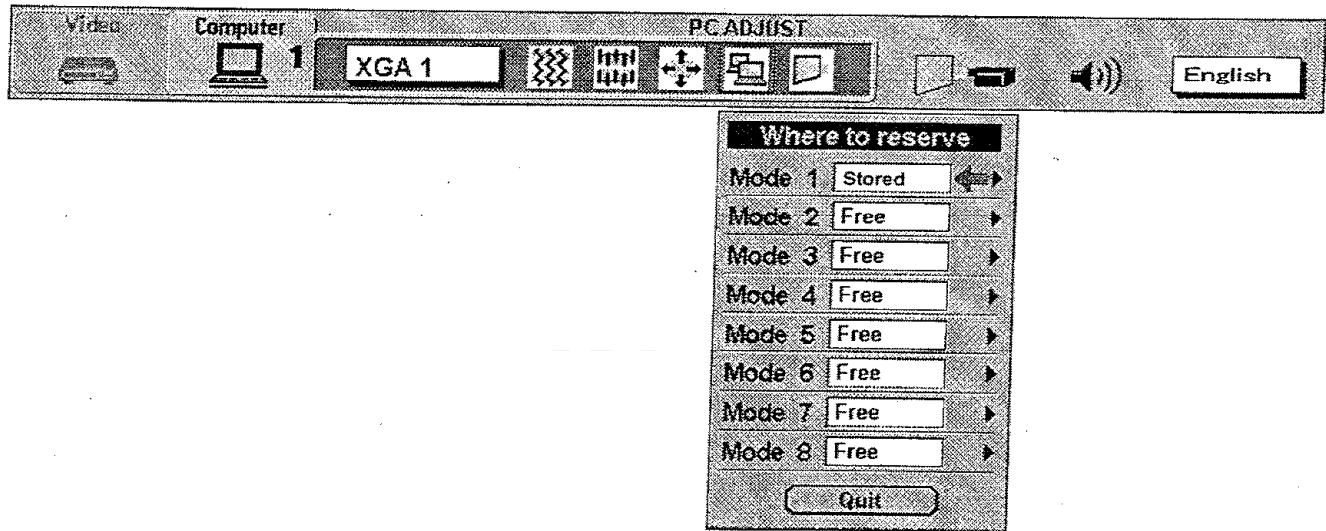 Video Computer PC ADJUST
1 XGA 1 English
Where to reserve
Mode 1 Stored
Mode 2 Free
Mode 3 Free
Mode 4 Free
Mode 5 Free
Mode 6 Free
Mode 7 Free
Mode 8 Free
Quit